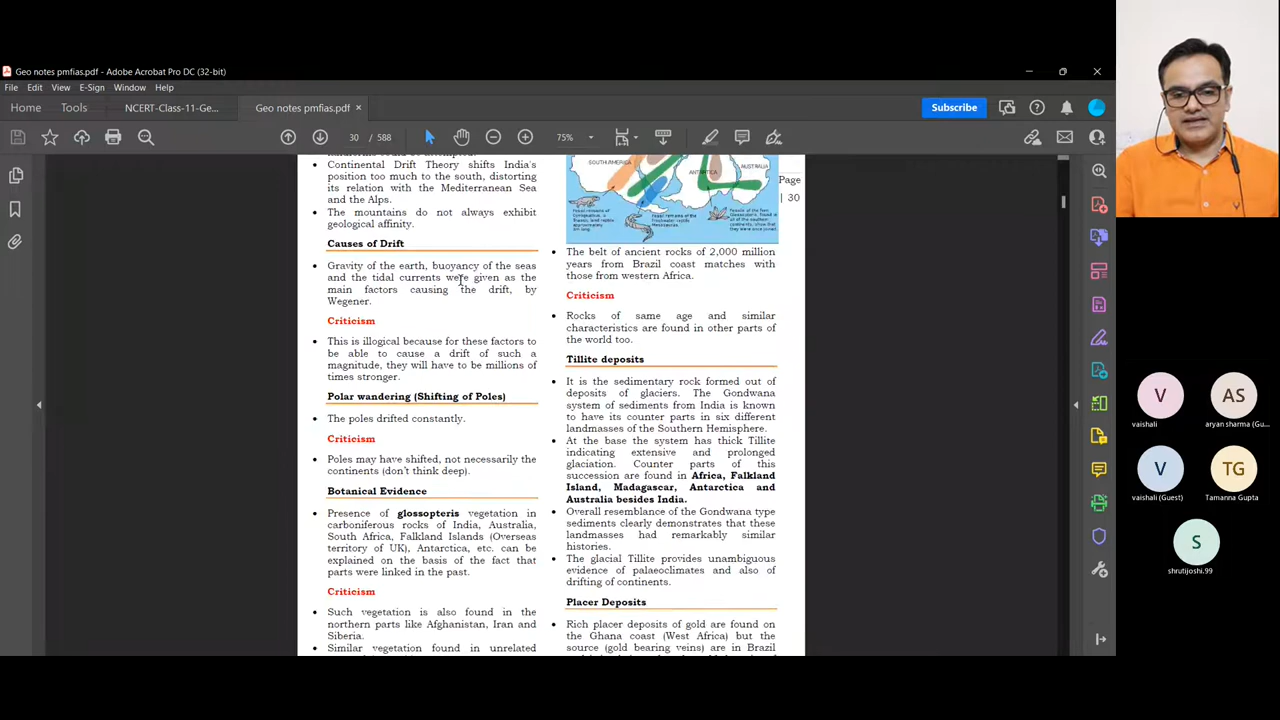 Geo notes pmfias.pdf - Adobe Acrobat Pro DC (32-bit)
File Edit View E-Sign Window Help
Home Tools NCERT-Class-11-Ge... Geo notes pmfias.pdf × Subscribe
30 / 588 75%
Continental Drift Theory shifts India's
position too much to the south, distorting
its relation with the Mediterranean Sea
and the Alps.
• The mountains do not always exhibit
geological affinity.
Causes of Drift
• Gravity of the earth, buoyancy of the seas
and the tidal currents were given as the
main factors causing the drift, by
Wegener.
Criticism
• This is illogical because for these factors to
be able to cause a drift of such a
magnitude, they will have to be millions of
times stronger.
Polar wandering (Shifting of Poles)
• The poles drifted constantly.
Criticism
• Poles may have shifted, not necessarily the
continents (don't think deep).
Botanical Evidence
• Presence of glossopteris vegetation in
carboniferous rocks of India, Australia,
South Africa, Falkland Islands (Overseas
territory of UK), Antarctica, etc. can be
explained on the basis of the fact that
parts were linked in the past.
Criticism
• Such vegetation is also found in the
northern parts like Afghanistan, Iran and
Siberia.
• Similar vegetation found in unrelated
SOUTH AMERICA
AUSTRALIA
Page
| 30
• The belt of ancient rocks of 2,000 million
years from Brazil coast matches with
those from western Africa.
Criticism
• Rocks of same age and similar
characteristics are found in other parts of
the world too.
Tillite deposits
• It is the sedimentary rock formed out of
deposits of glaciers. The Gondwana
system of sediments from India is known
to have its counter parts in six different
landmasses of the Southern Hemisphere.
• At the base the system has thick Tillite
indicating extensive and prolonged
glaciation. Counter parts of this
succession are found in Africa, Falkland
Island, Madagascar, Antarctica and
Australia besides India.
• Overall resemblance of the Gondwana type
sediments clearly demonstrates that these
landmasses had remarkably similar
histories.
• The glacial Tillite provides unambiguous
evidence of palaeoclimates and also of
drifting of continents.
Placer Deposits
• Rich placer deposits of gold are found on
the Ghana coast (West Africa) but the
source (gold bearing veins) are in Brazil
V
vaishali
AS
aryan sharma (Gu...
V
vaishali (Guest)
TG
Tamanna Gupta
S
shrutijoshi.99